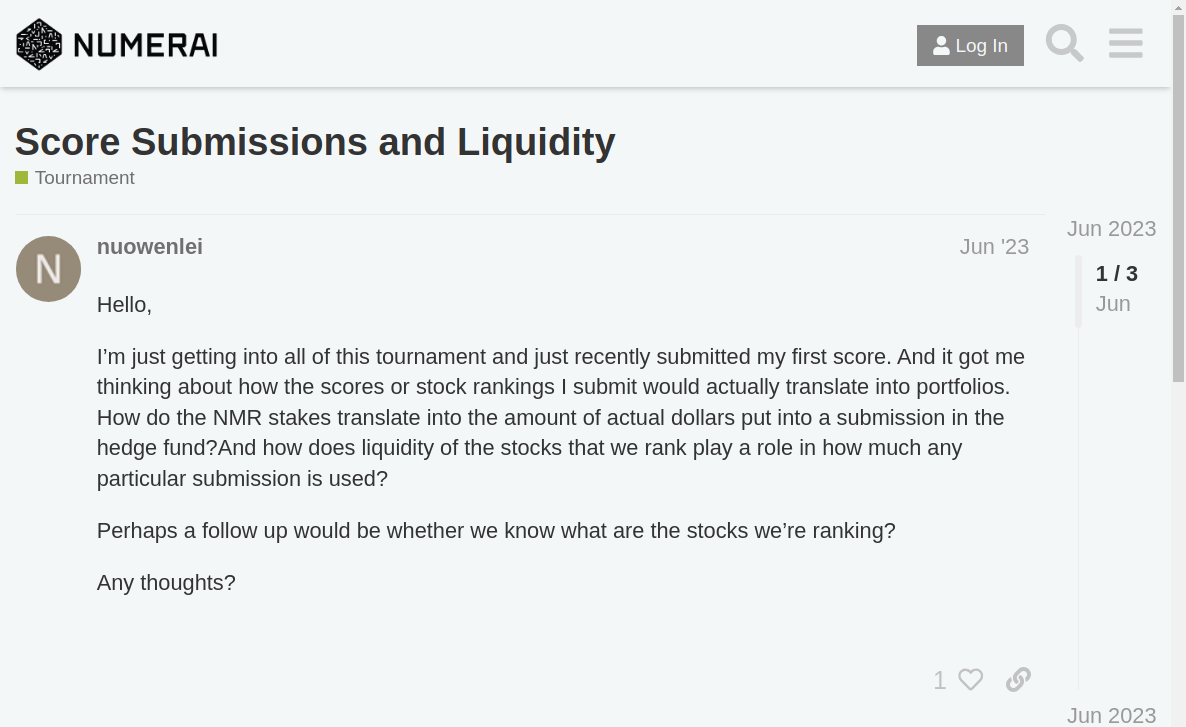 NUMERAI
Log In
Score Submissions and Liquidity
Tournament
Jun 2023
nuowenlei
Jun '23
1 / 3
Jun
Hello,
I’m just getting into all of this tournament and just recently submitted my first score. And it got me
thinking about how the scores or stock rankings I submit would actually translate into portfolios.
How do the NMR stakes translate into the amount of actual dollars put into a submission in the
hedge fund?And how does liquidity of the stocks that we rank play a role in how much any
particular submission is used?
Perhaps a follow up would be whether we know what are the stocks we’re ranking?
Any thoughts?
1
Jun 2023
N